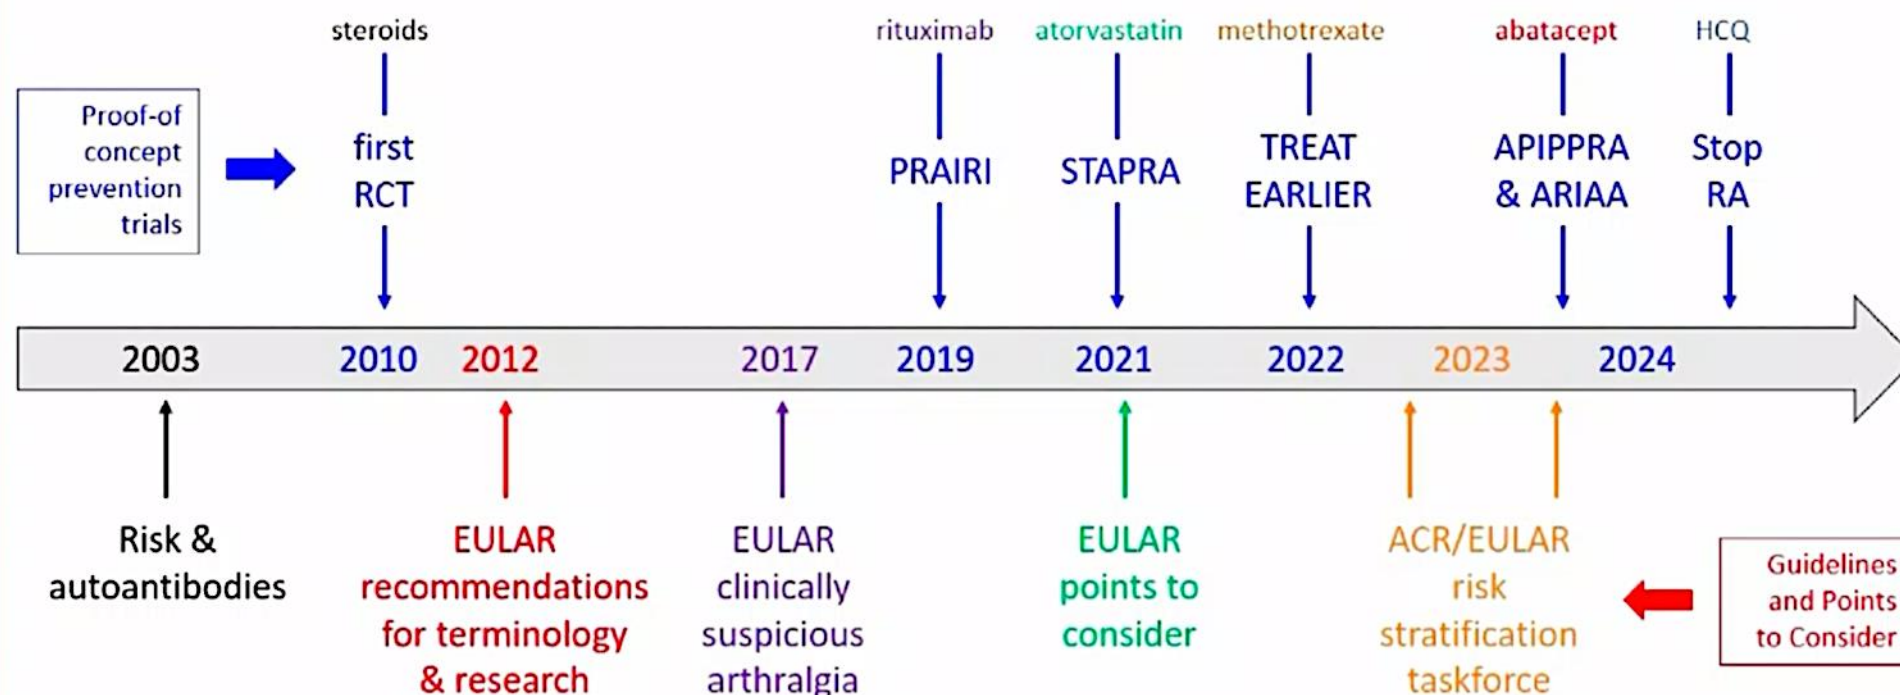 steroids
rituximab
atorvastatin
methotrexate
abatacept
HCQ
Proof-of
concept
prevention
trials
first
RCT
PRAIRI
STAPRA
TREAT
EARLIER
APIPPRA
& ARIAA
Stop
RA
2003
2010
2012
2017
2019
2021
2022
2023
2024
Risk &
autoantibodies
EULAR
recommendations
for terminology
& research
EULAR
clinically
suspicious
arthralgia
EULAR
points to
consider
ACR/EULAR
risk
stratification
taskforce
Guidelines
and Points
to Consider